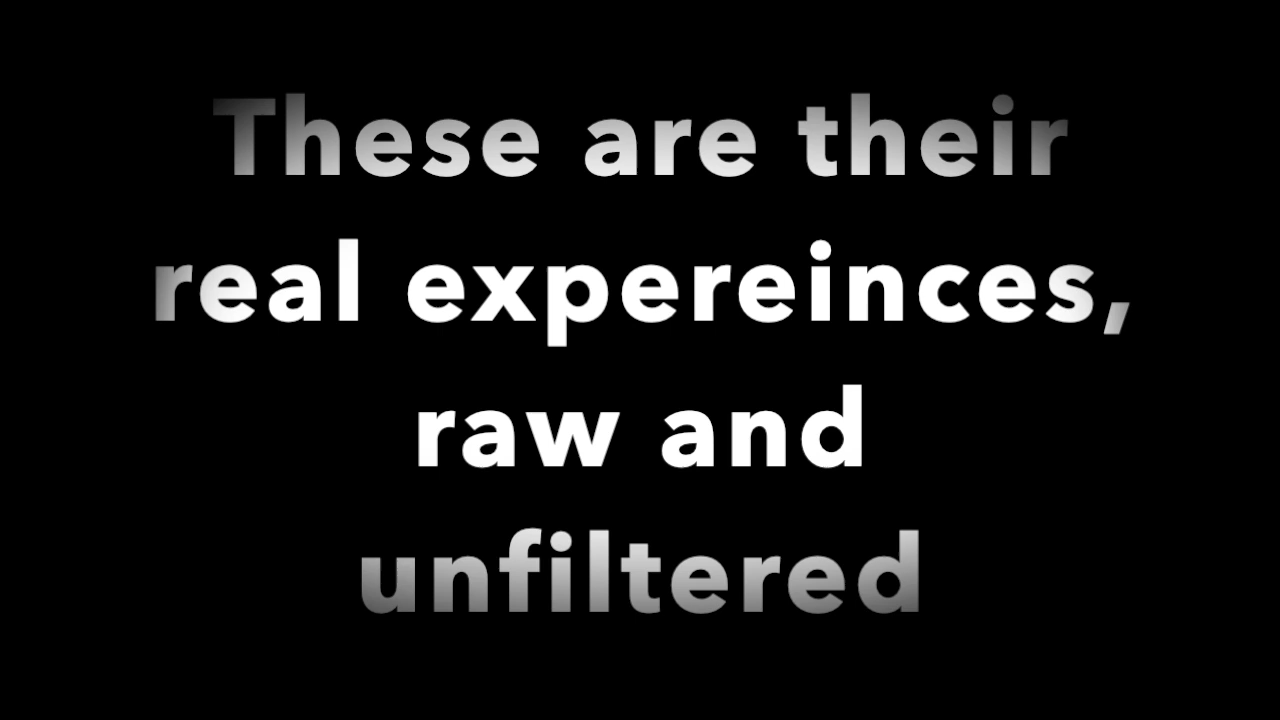 These are their
real expereinces,
raw and
unfiltered